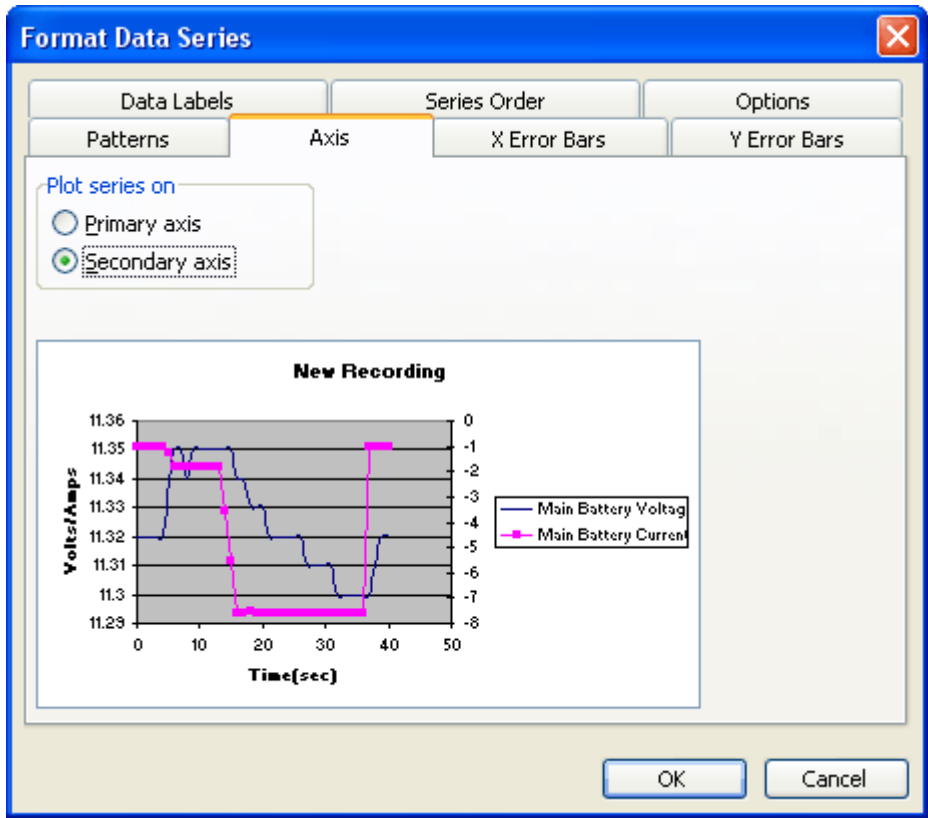 Format Data Series
Data Labels Series Order Options
Patterns Axis X Error Bars Y Error Bars
Plot series on
Primary axis
Secondary axis
New Recording
11.36
11.35
11.34
11.33
11.32
11.31
11.3
11.29
Volts/Amps
0
-1
-2
-3
-4
-5
-6
-7
-8
0 10 20 30 40 50
Time(sec)
Main Battery Voltag
Main Battery Current
OK Cancel